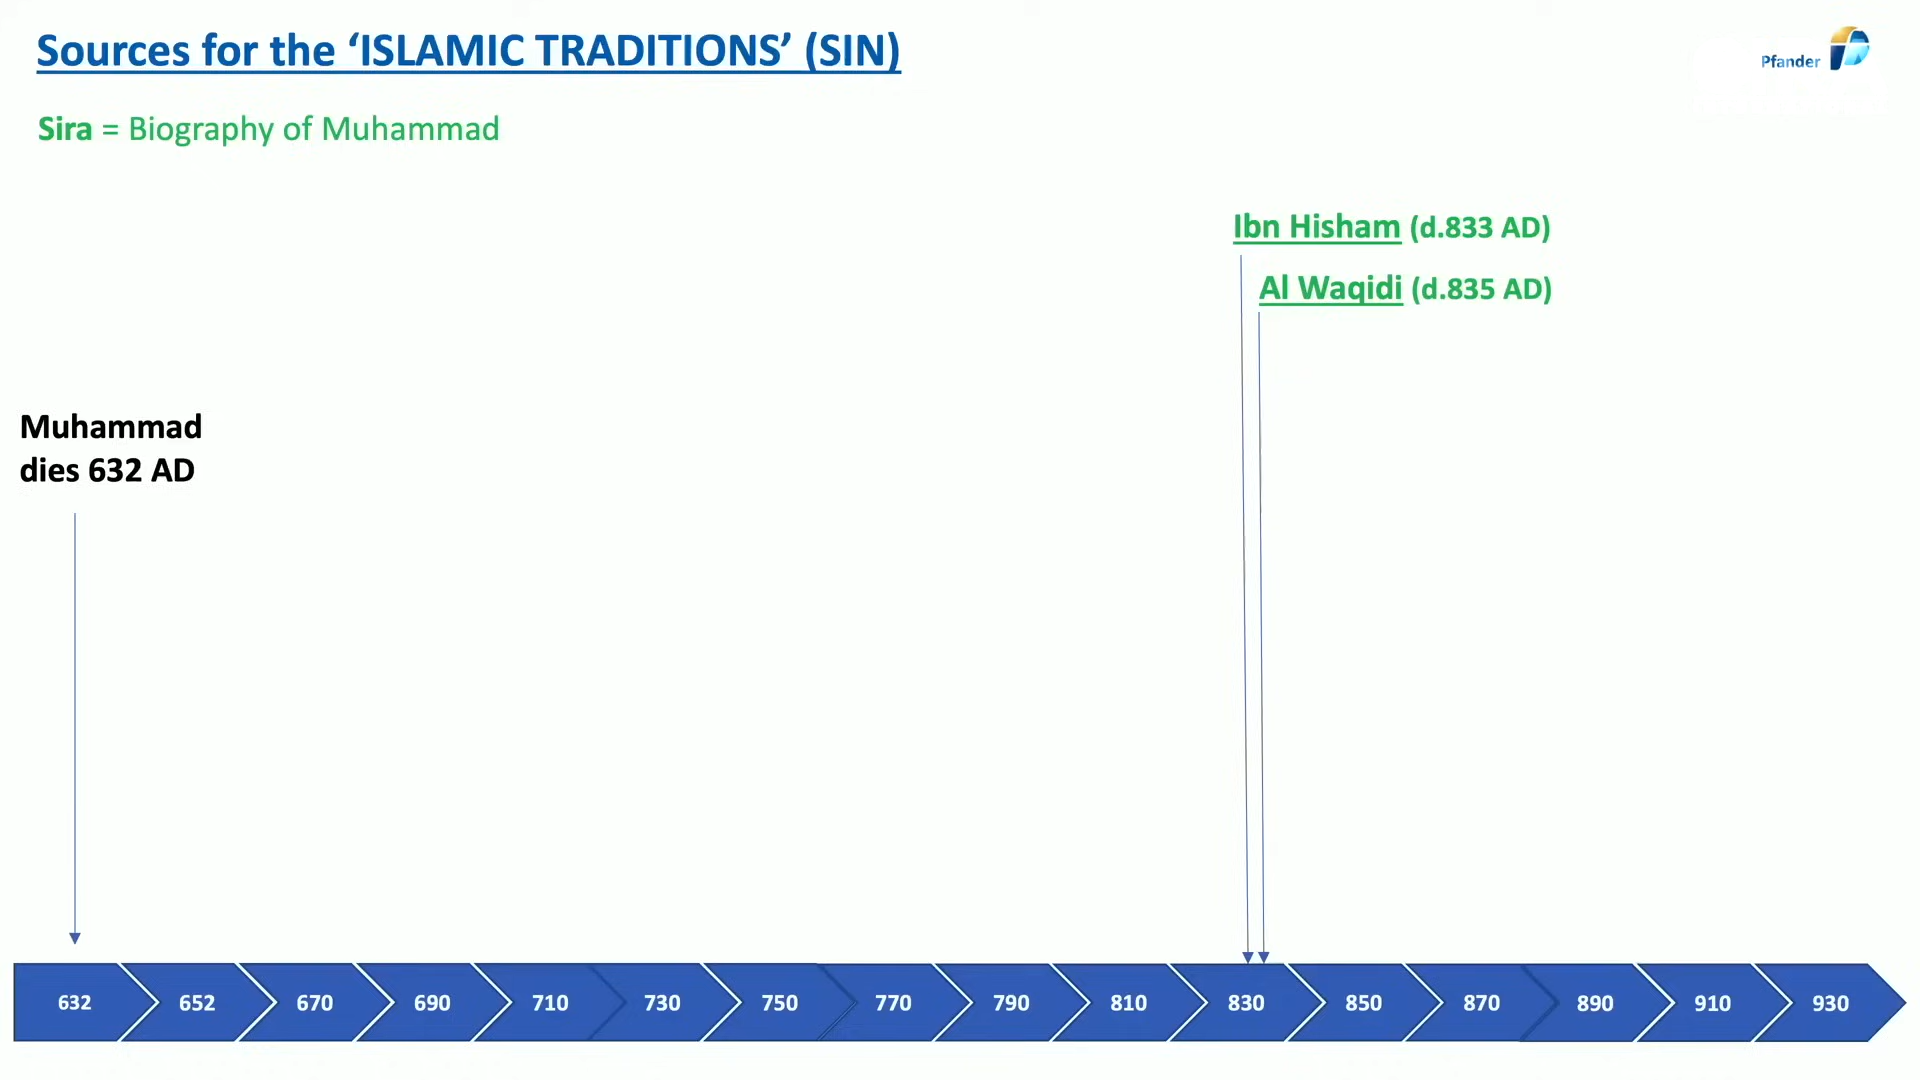 Sources for the ‘ISLAMIC TRADITIONS’ (SIN)
Pfander
Sira = Biography of Muhammad
Ibn Hisham (d.833 AD)
Al Waqidi (d.835 AD)
Muhammad
dies 632 AD
632 652 670 690 710 730 750 770 790 810 830 850 870 890 910 930